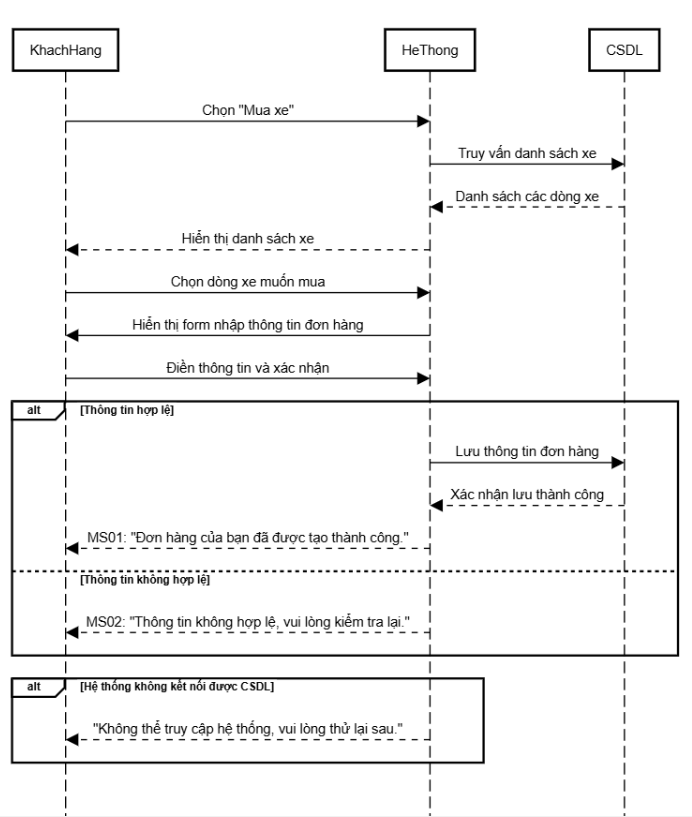 KhachHang
HeThong
CSDL
Chọn "Mua xe"
Truy vấn danh sách xe
Danh sách các dòng xe
Hiển thị danh sách xe
Chọn dòng xe muốn mua
Hiển thị form nhập thông tin đơn hàng
Điền thông tin và xác nhận
alt
[Thông tin hợp lệ]
Lưu thông tin đơn hàng
Xác nhận lưu thành công
MS01: "Đơn hàng của bạn đã được tạo thành công."
[Thông tin không hợp lệ]
MS02: "Thông tin không hợp lệ, vui lòng kiểm tra lại."
alt
[Hệ thống không kết nối được CSDL]
"Không thể truy cập hệ thống, vui lòng thử lại sau."